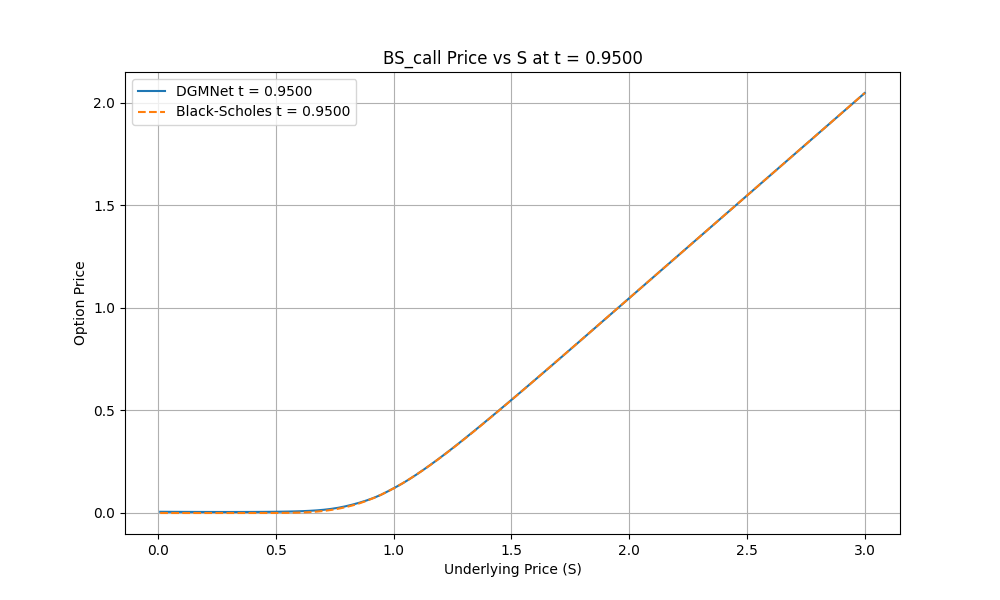 BS_call Price vs S at t = 0.9500
DGMNet t = 0.9500
Black-Scholes t = 0.9500
Option Price
2.0
1.5
1.0
0.5
0.0
0.0 0.5 1.0 1.5 2.0 2.5 3.0
Underlying Price (S)